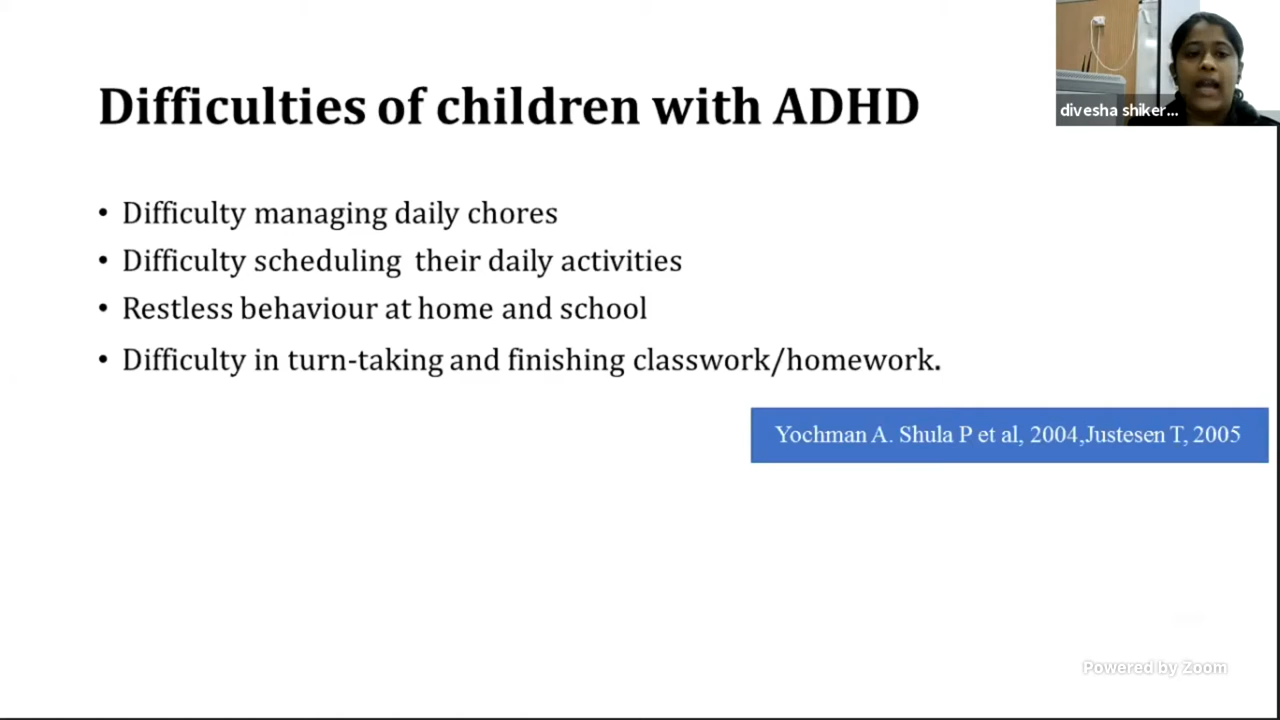 Difficulties of children with ADHD
divesha shiker...
• Difficulty managing daily chores
• Difficulty scheduling their daily activities
• Restless behaviour at home and school
• Difficulty in turn-taking and finishing classwork/homework.
Yochman A. Shula P et al, 2004,Justesen T, 2005
Powered by Zoom